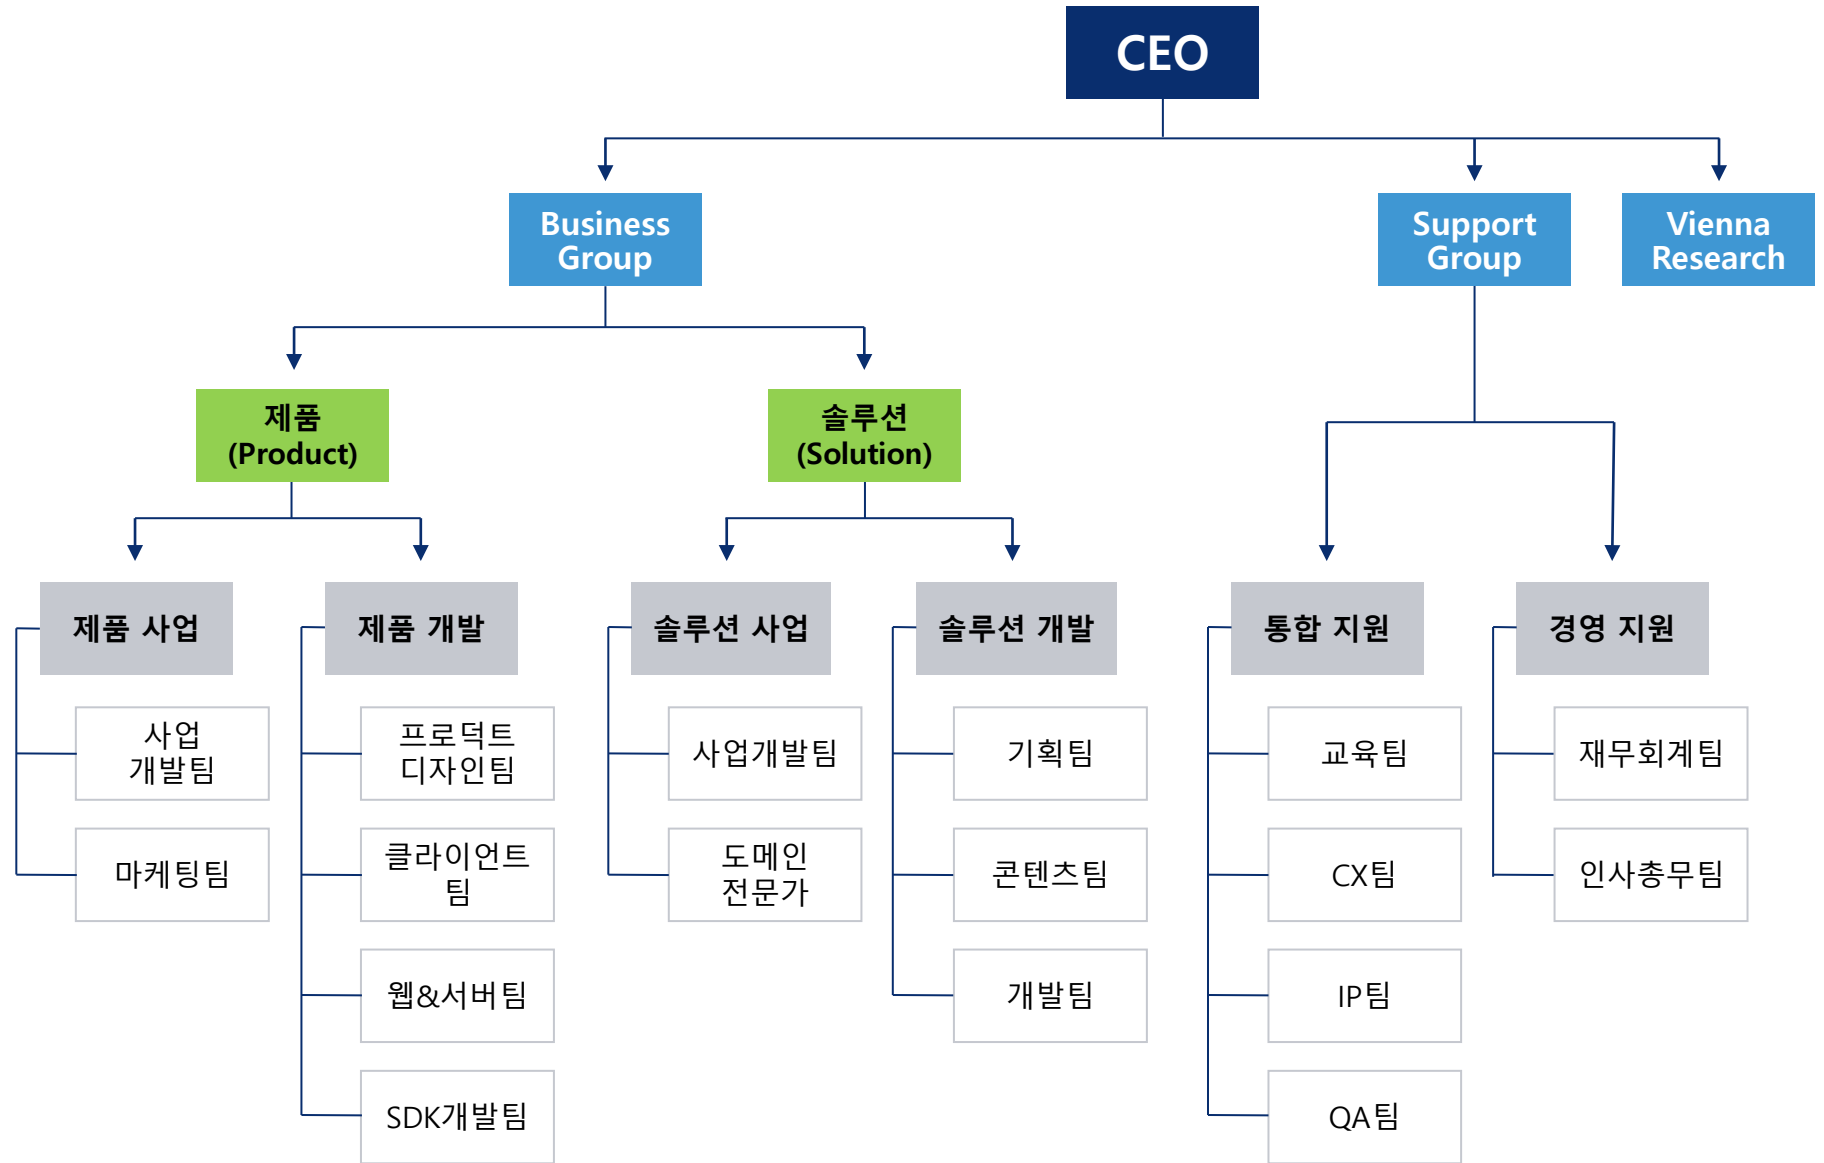 CEO
Business
Group
Support
Group
Vienna
Research
제품
(Product)
솔루션
(Solution)
제품 사업
제품 개발
솔루션 사업
솔루션 개발
통합 지원
경영 지원
사업
개발팀
프로덕트
디자인팀
사업개발팀
기획팀
교육팀
재무회계팀
마케팅팀
클라이언트
팀
도메인
전문가
콘텐츠팀
CX팀
인사총무팀
웹&서버팀
개발팀
IP팀
SDK개발팀
QA팀